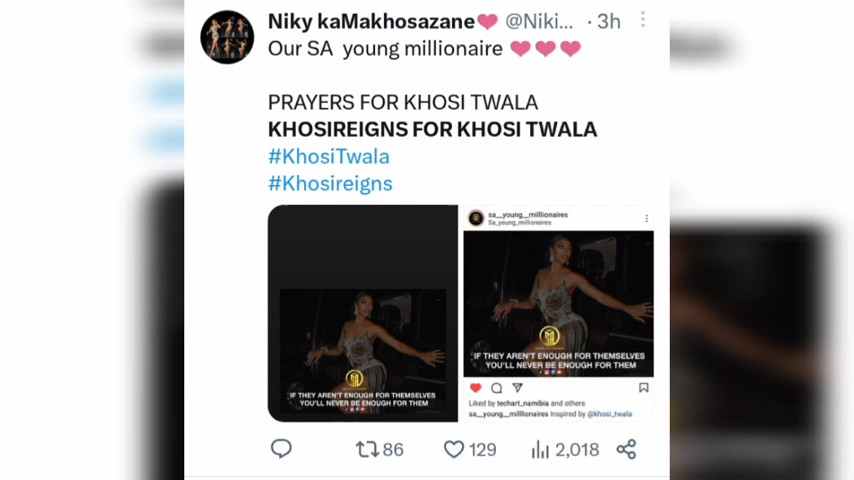 Niky kaMakhosazane❤ @Niki... · 3h
Our SA young millionaire ❤❤❤
PRAYERS FOR KHOSI TWALA
KHOSIREIGNS FOR KHOSI TWALA
#KhosiTwala
#Khosireigns
IF THEY AREN'T ENOUGH FOR THEMSELVES
YOU'LL NEVER BE ENOUGH FOR THEM
sa__young__millionaires
Sa_young_millionaires
IF THEY AREN'T ENOUGH FOR THEMSELVES
YOU'LL NEVER BE ENOUGH FOR THEM
Liked by techart_namibia and others
sa__young__millionaires Inspired by @khosi_twala
86 129 2,018